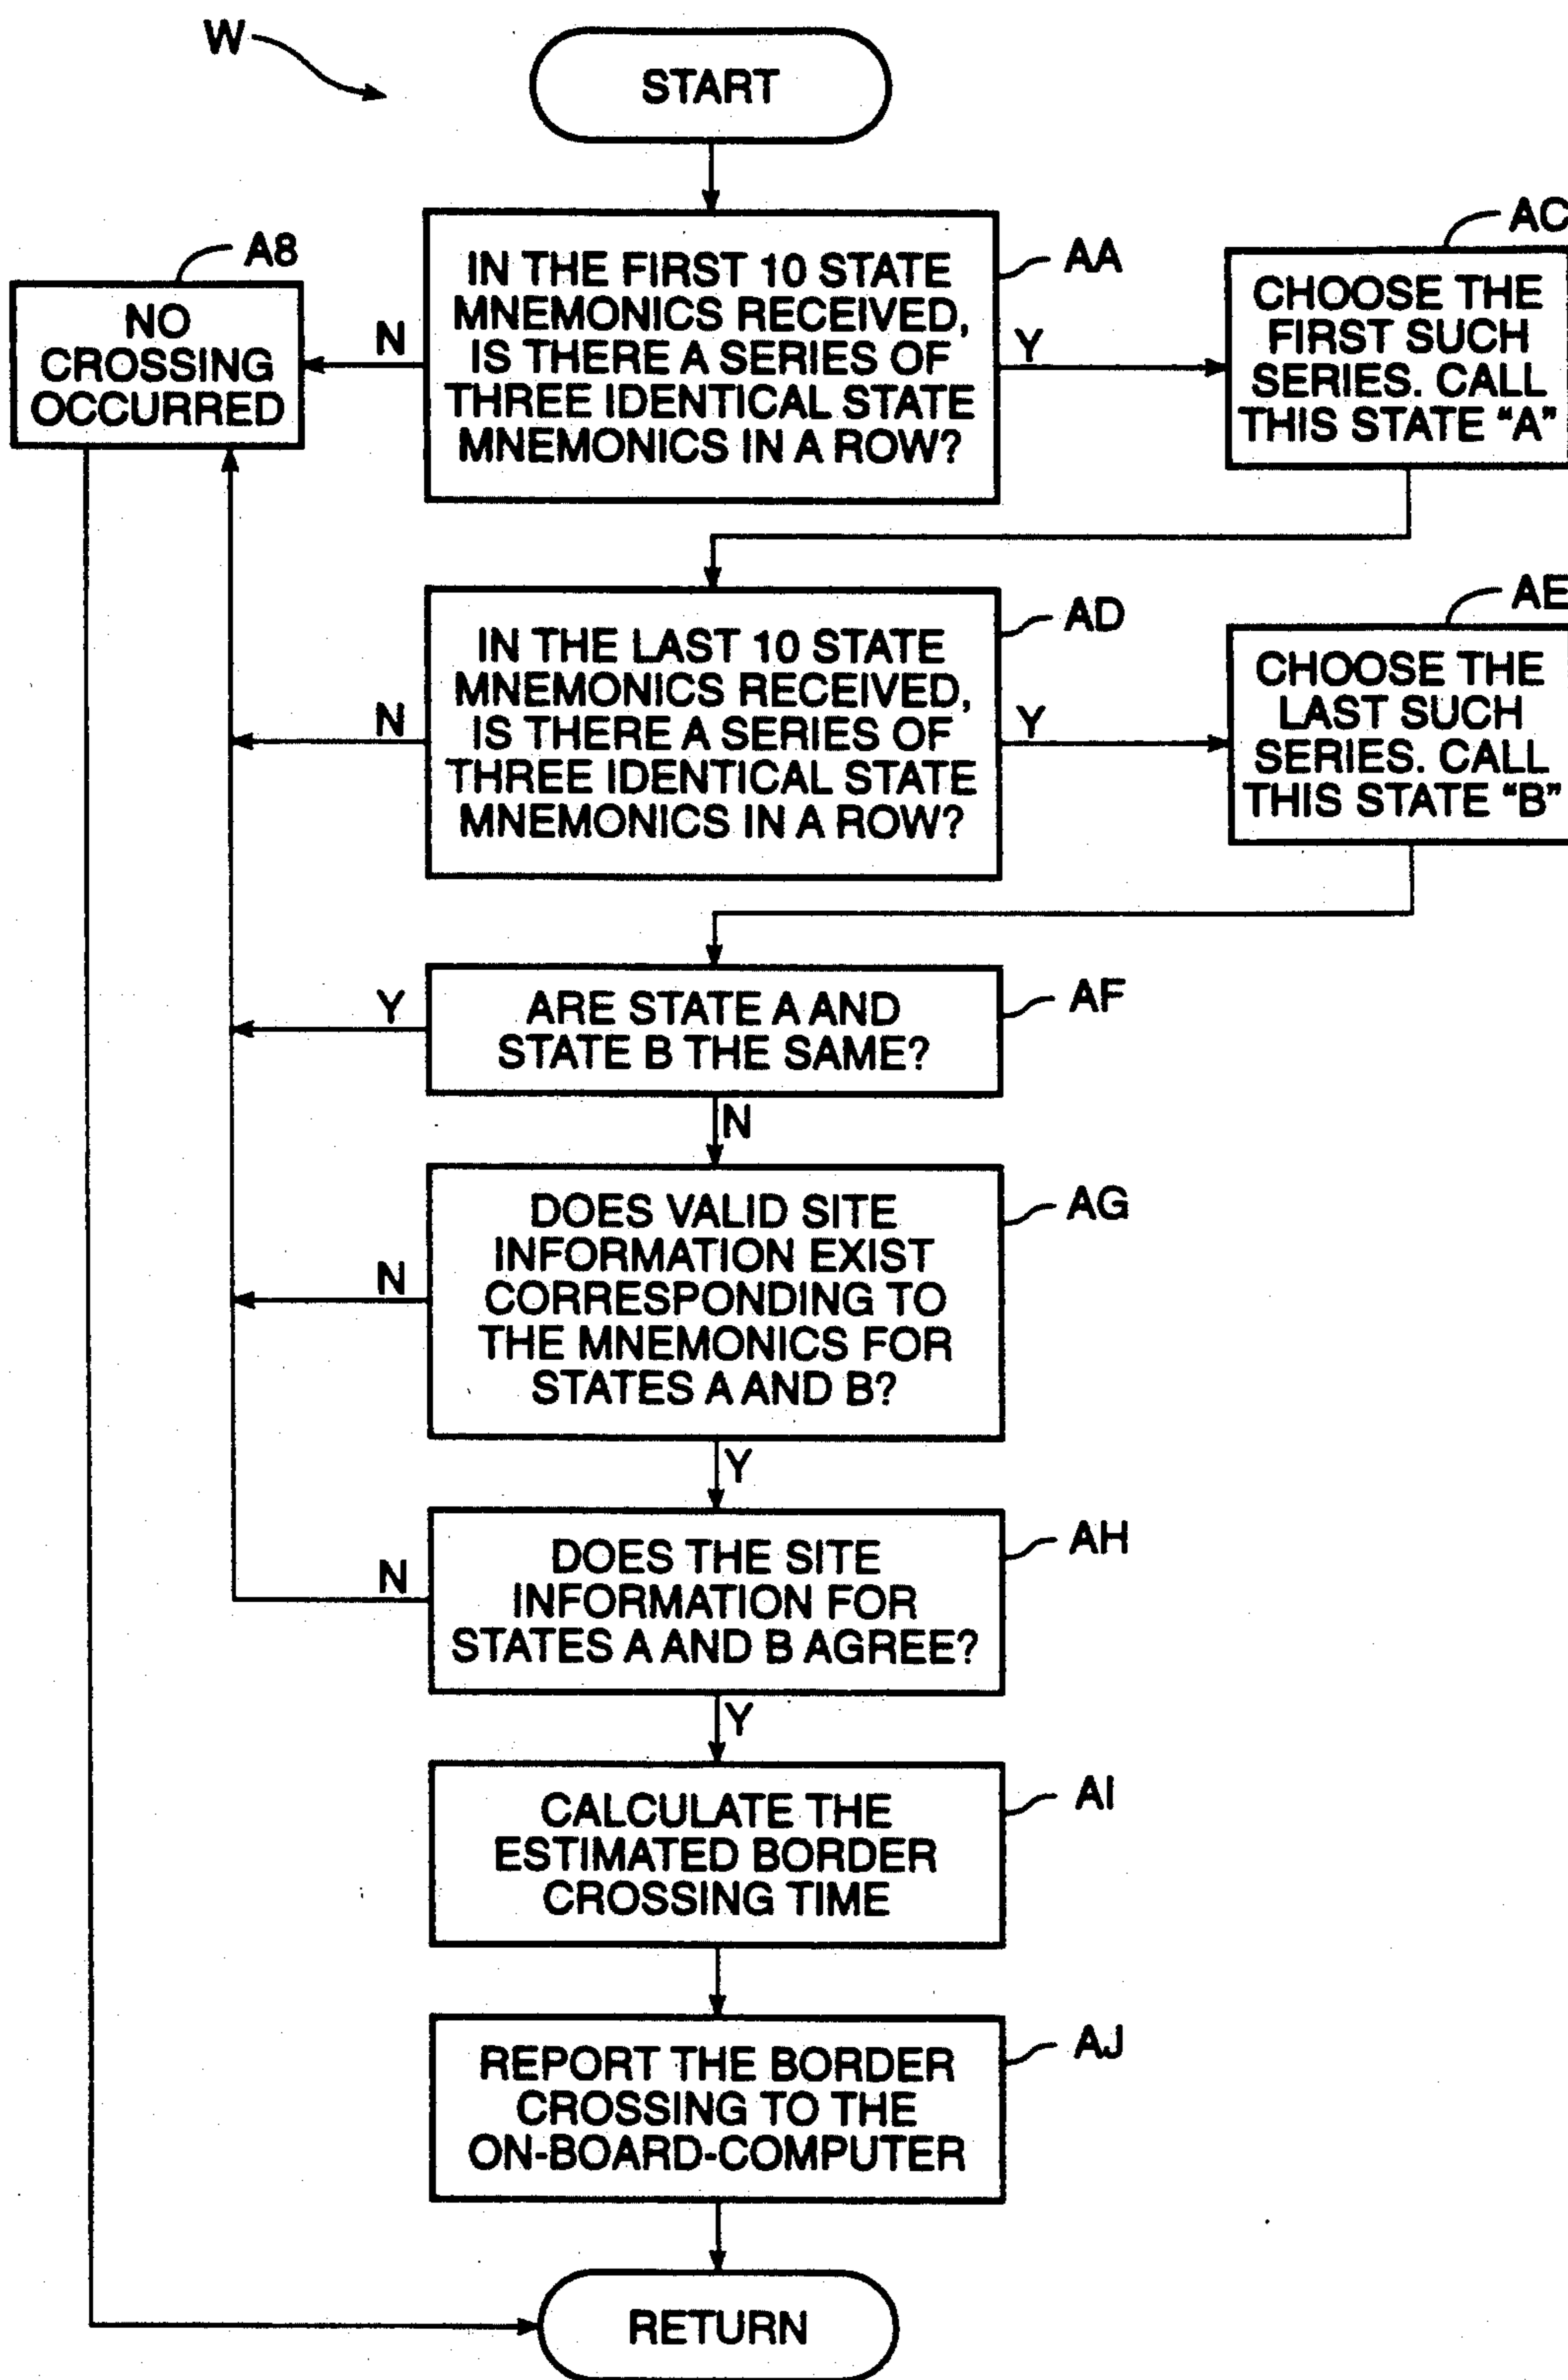 W
START
A8
NO
CROSSING
OCCURRED
N
IN THE FIRST 10 STATE
MNEMONICS RECEIVED,
IS THERE A SERIES OF
THREE IDENTICAL STATE
MNEMONICS IN A ROW?
AA
Y
AC
CHOOSE THE
FIRST SUCH
SERIES. CALL
THIS STATE “A”
N
IN THE LAST 10 STATE
MNEMONICS RECEIVED,
IS THERE A SERIES OF
THREE IDENTICAL STATE
MNEMONICS IN A ROW?
AD
Y
AE
CHOOSE THE
LAST SUCH
SERIES. CALL
THIS STATE “B”
Y
ARE STATE A AND
STATE B THE SAME?
AF
N
N
DOES VALID SITE
INFORMATION EXIST
CORRESPONDING TO
THE MNEMONICS FOR
STATES A AND B?
AG
Y
N
DOES THE SITE
INFORMATION FOR
STATES A AND B AGREE?
AH
Y
CALCULATE THE
ESTIMATED BORDER
CROSSING TIME
AI
REPORT THE BORDER
CROSSING TO THE
ON-BOARD-COMPUTER
AJ
RETURN